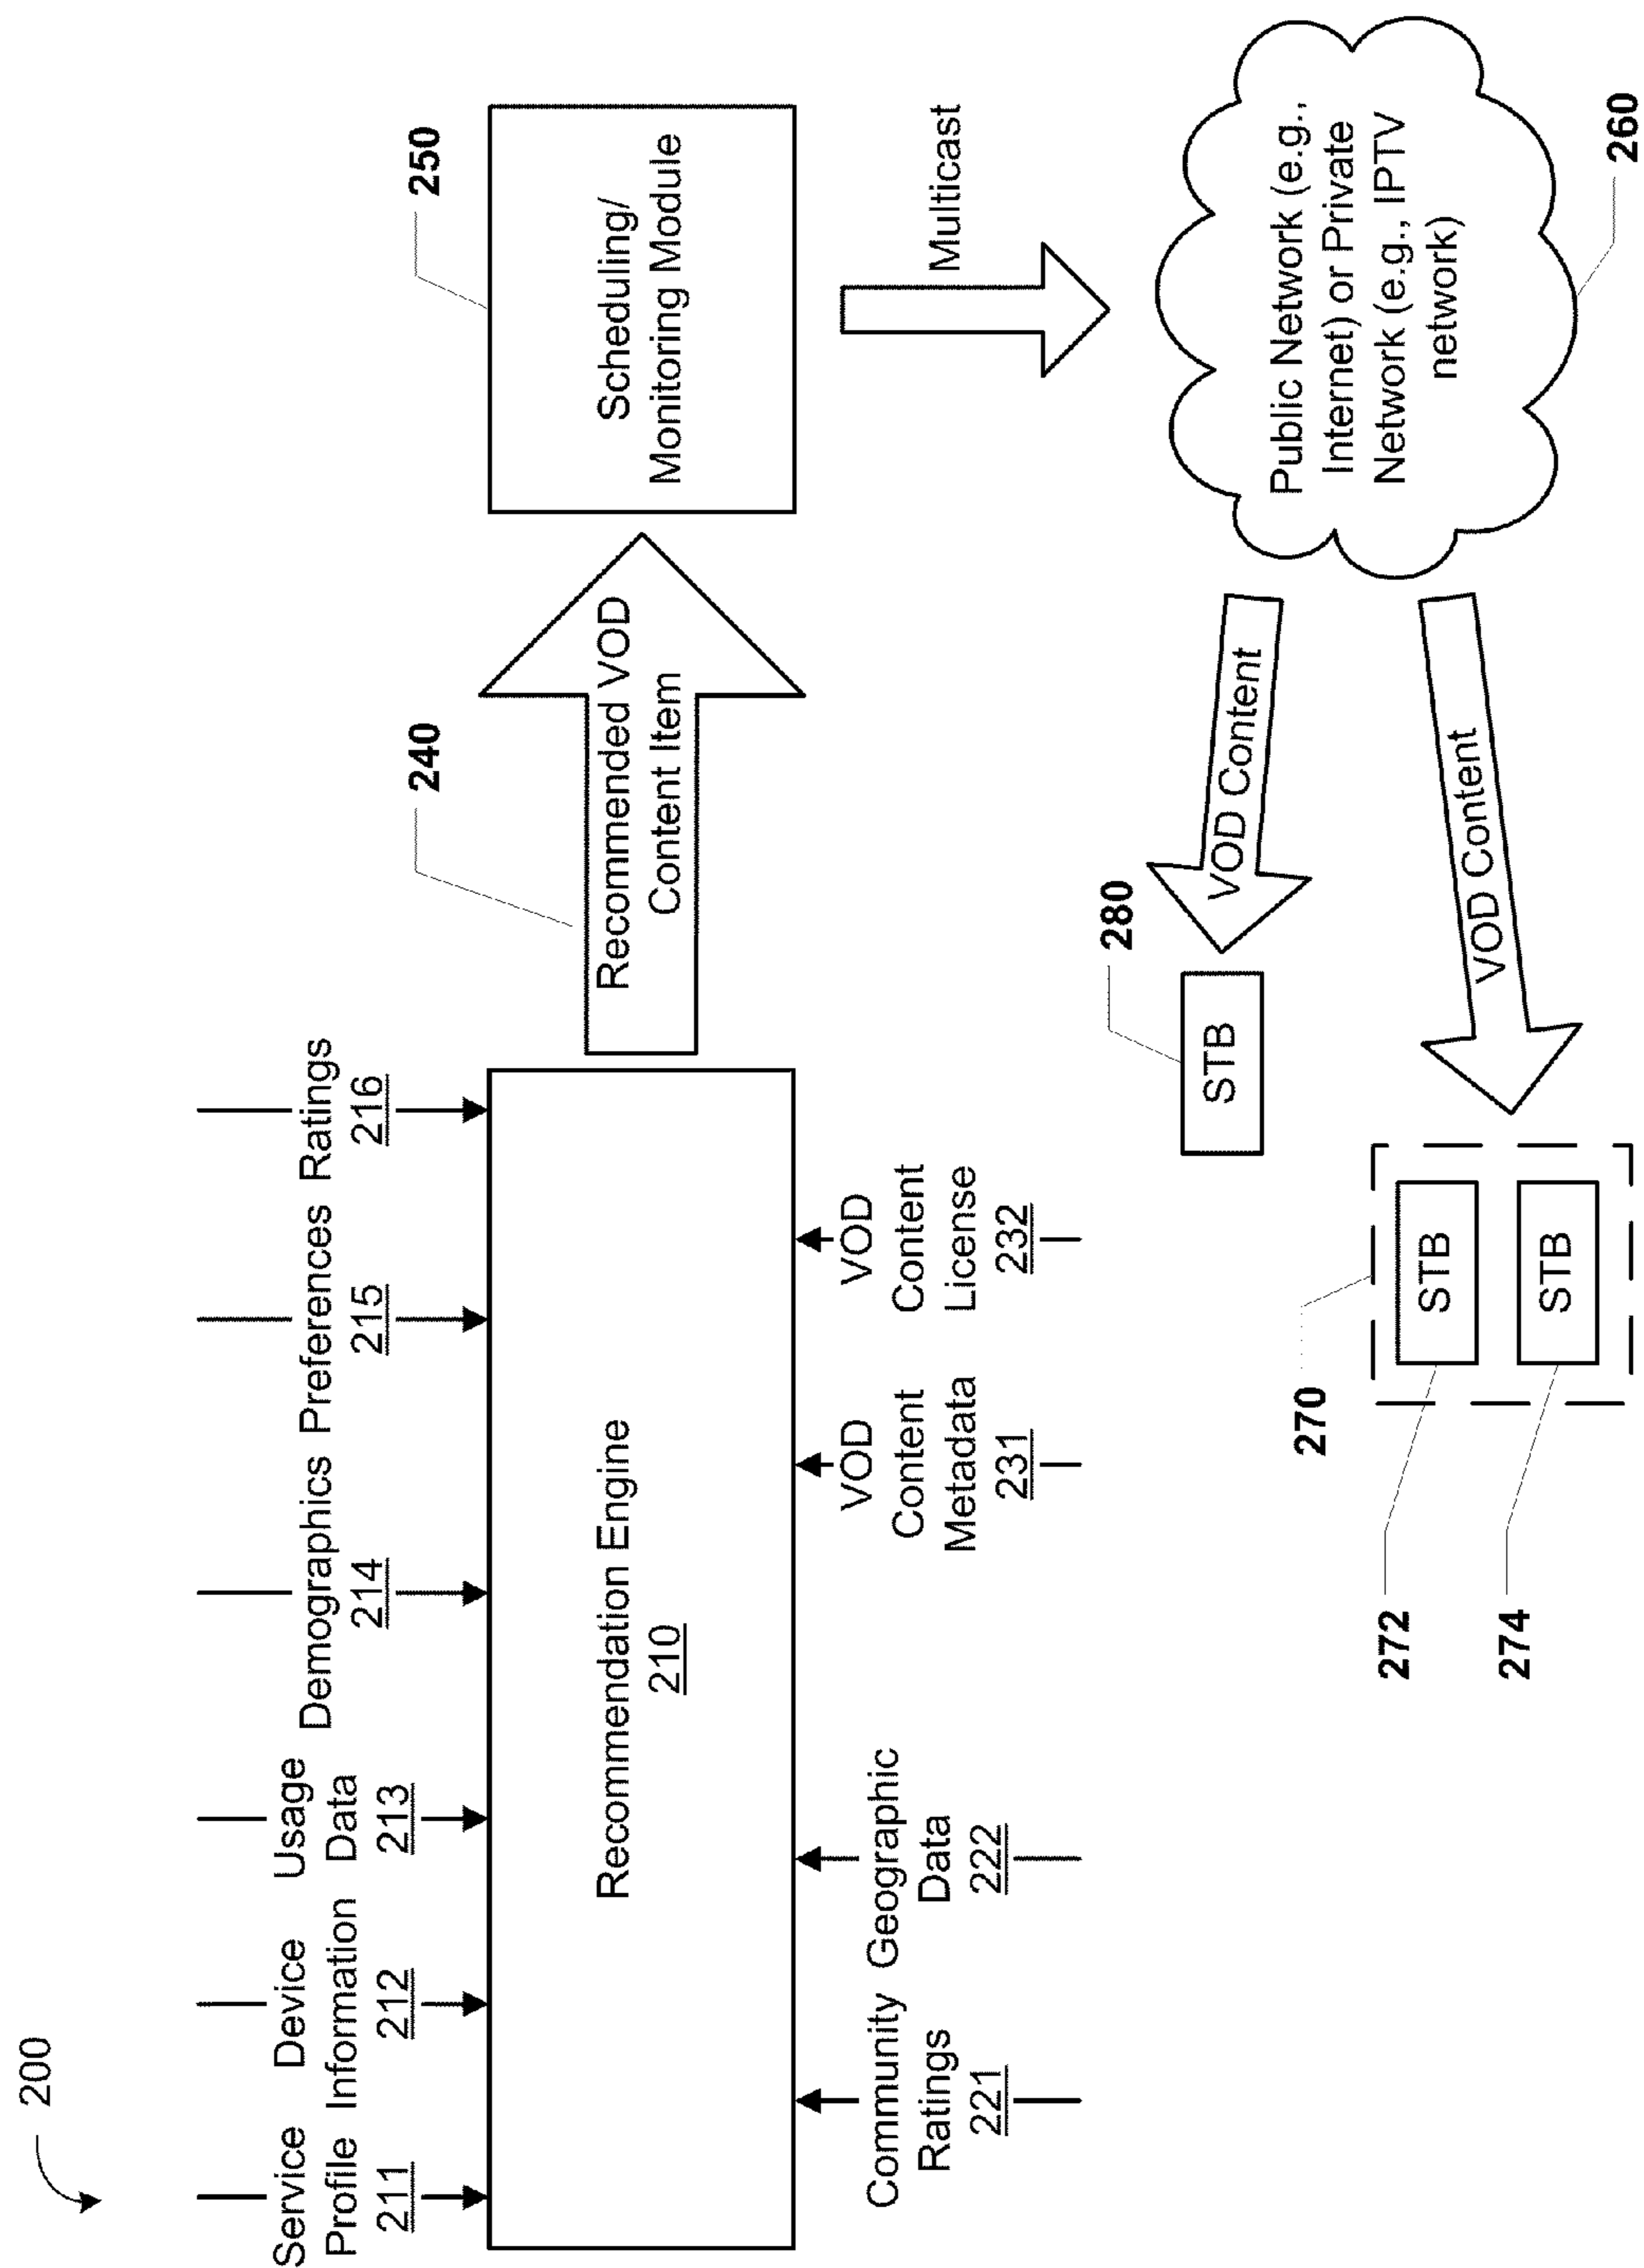 200
Service
Profile
211
Device
Information
212
Usage
Data
213
Demographics
214
Preferences
215
Ratings
216
Recommendation Engine
210
Community
Ratings
221
Geographic
Data
222
VOD
Content
Metadata
231
VOD
Content
License
232
240
Recommended VOD
Content Item
250
Scheduling/
Monitoring Module
Multicast
Public Network (e.g.,
Internet) or Private
Network (e.g., IPTV
network)
260
VOD Content
280
STB
VOD Content
270
STB
272
STB
274